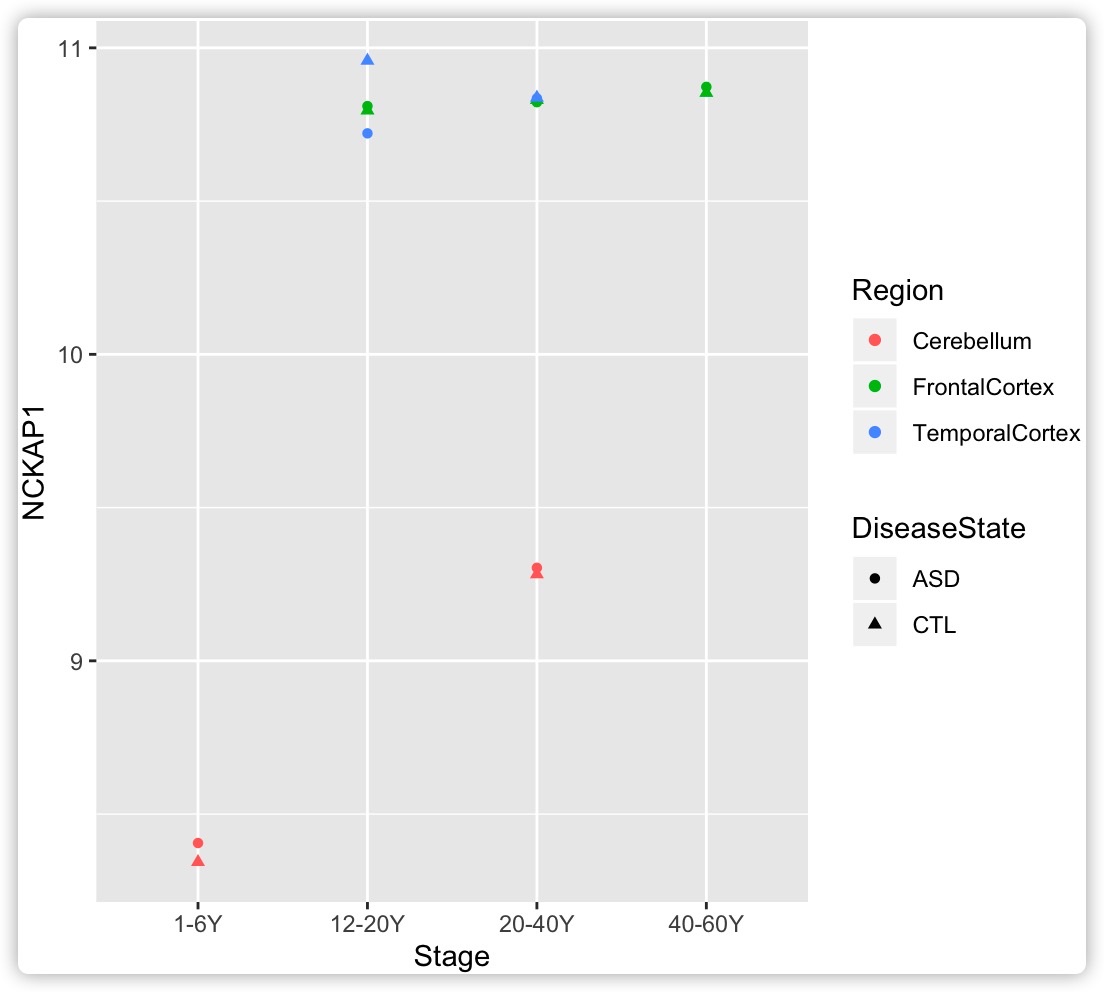 11
10
9
NCKAP1
1-6Y 12-20Y 20-40Y 40-60Y
Stage
Region
Cerebellum
FrontalCortex
TemporalCortex
DiseaseState
ASD
CTL